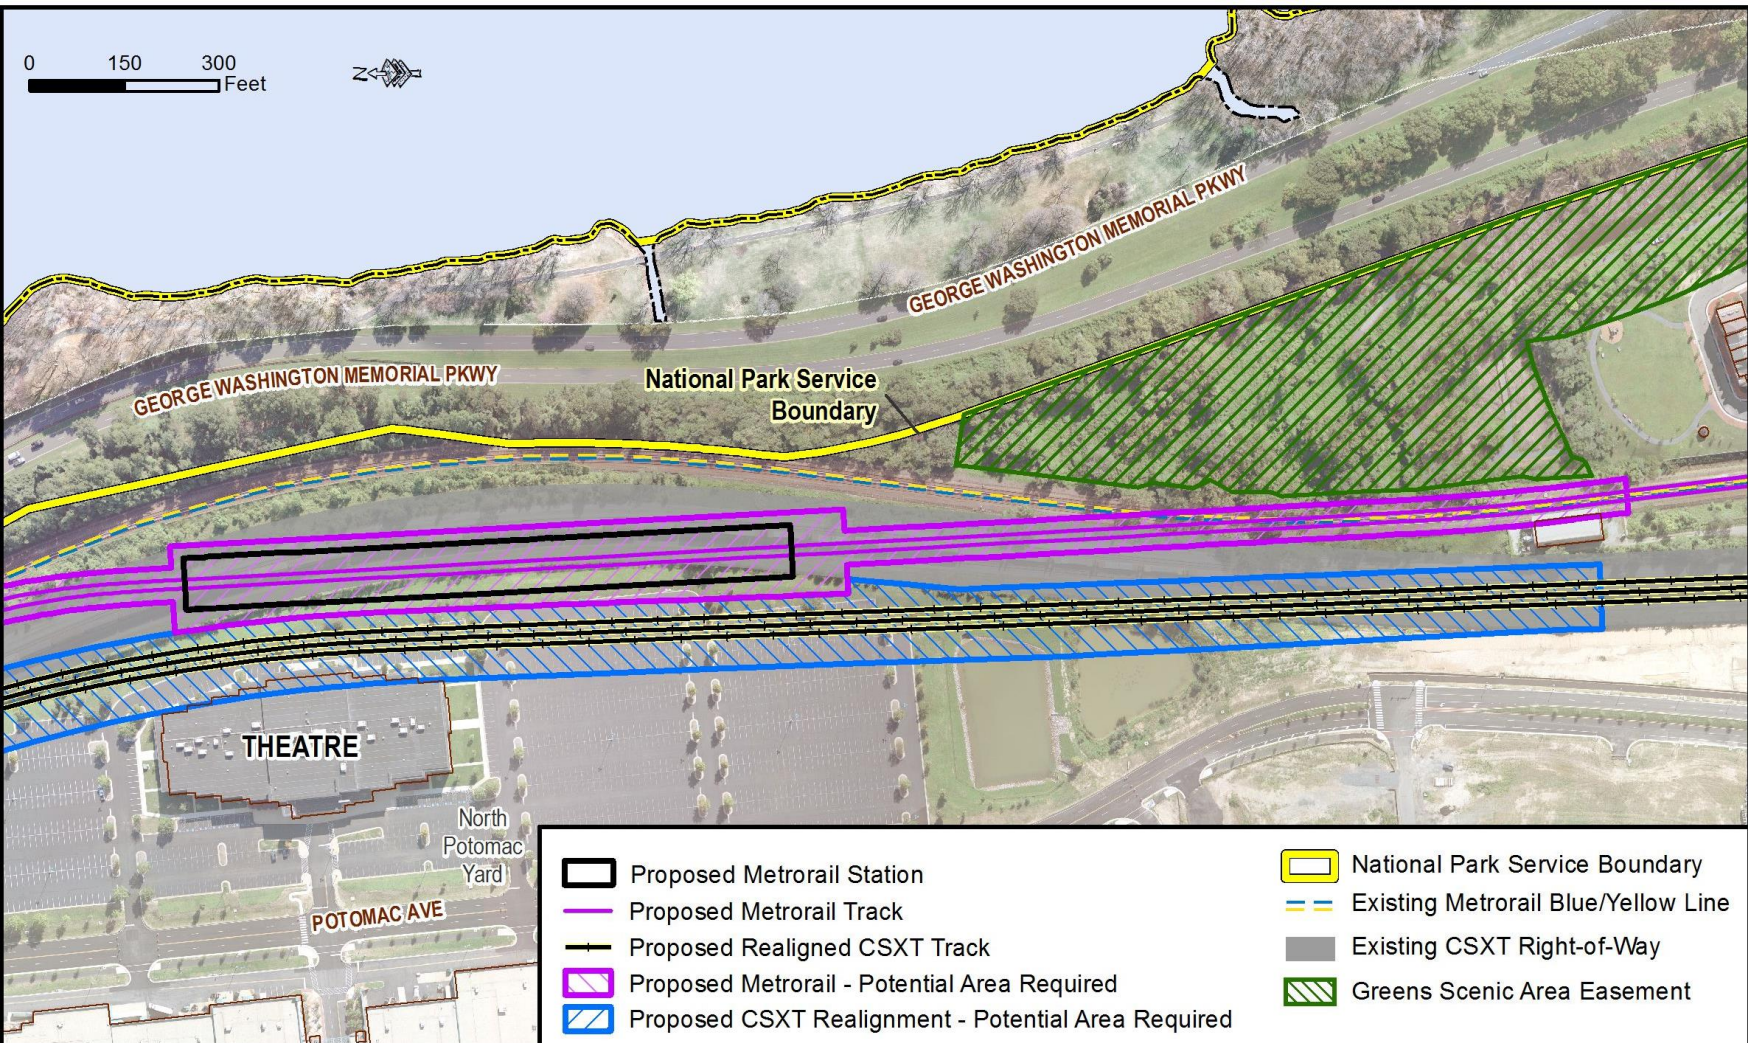 0 150 300
Feet
N
GEORGE WASHINGTON MEMORIAL PKWY
GEORGE WASHINGTON MEMORIAL PKWY
National Park Service
Boundary
THEATRE
North
Potomac
Yard
POTOMAC AVE
Proposed Metrorail Station
Proposed Metrorail Track
Proposed Realigned CSXT Track
Proposed Metrorail - Potential Area Required
Proposed CSXT Realignment - Potential Area Required
National Park Service Boundary
Existing Metrorail Blue/Yellow Line
Existing CSXT Right-of-Way
Greens Scenic Area Easement